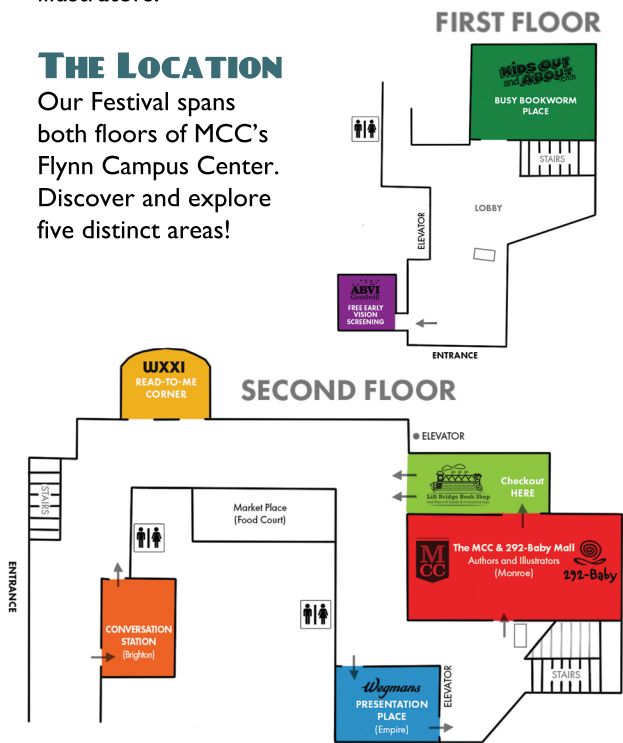 illustrators.
FIRST FLOOR
THE LOCATION
Our Festival spans
both floors of MCC's
Flynn Campus Center.
Discover and explore
five distinct areas!
KIDS OUT
and ABOUT.com
BUSY BOOKWORM
PLACE
STAIRS
LOBBY
ELEVATOR
ABVI
Goodwill
FREE EARLY
VISION
SCREENING
ENTRANCE
WXXI
READ-TO-ME
CORNER
SECOND FLOOR
ELEVATOR
Lift Bridge Book Shop
Checkout
HERE
STAIRS
Market Place
(Food Court)
MCC
The MCC & 292-Baby Mall
Authors and Illustrators
(Monroe)
292-Baby
ENTRANCE
CONVERSATION
STATION
(Brighton)
STAIRS
Wegmans
PRESENTATION
PLACE
(Empire)
ELEVATOR